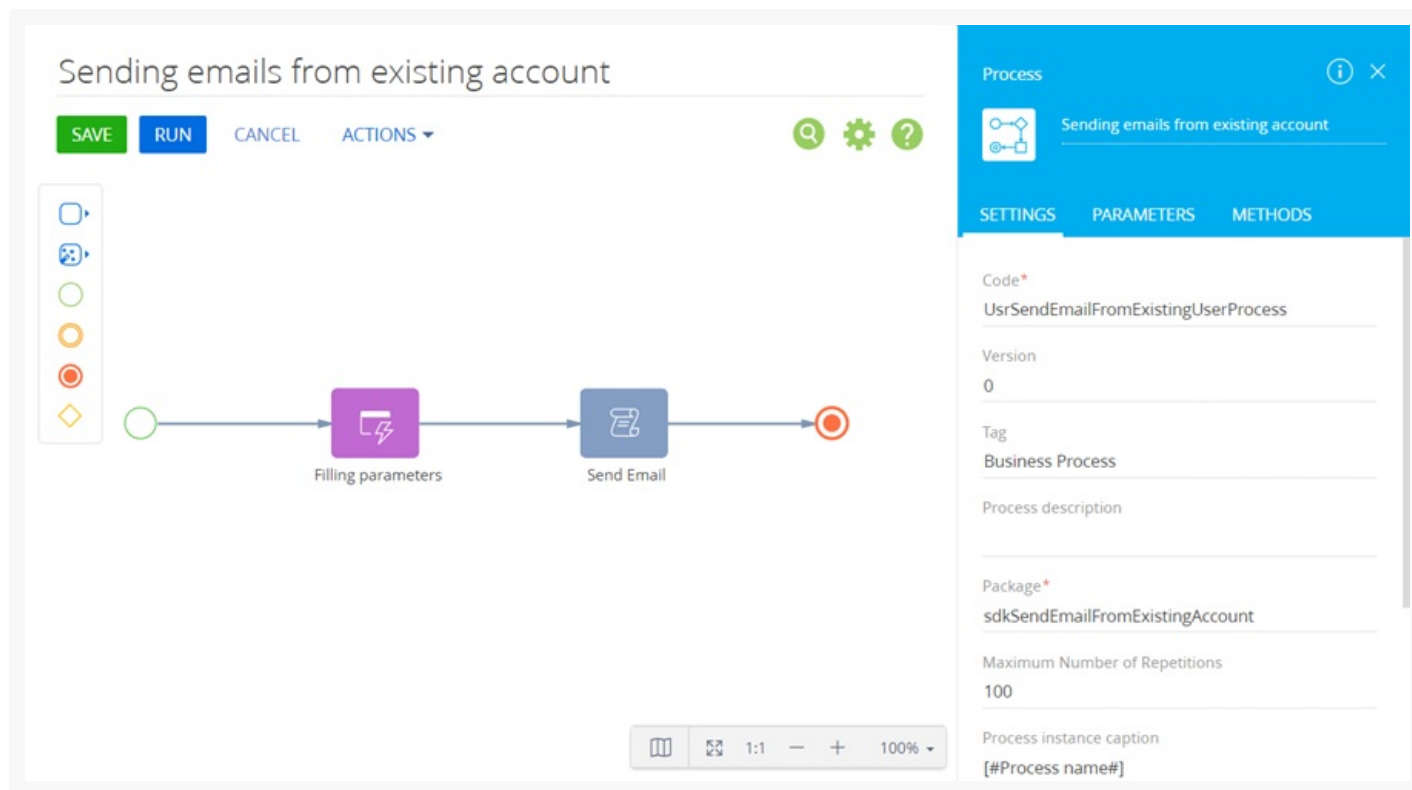 Sending emails from existing account
SAVE RUN CANCEL ACTIONS
Filling parameters Send Email
1:1 100%
Process
Sending emails from existing account
SETTINGS PARAMETERS METHODS
Code*
UsrSendEmailFromExistingUserProcess
Version
0
Tag
Business Process
Process description
Package*
sdkSendEmailFromExistingAccount
Maximum Number of Repetitions
100
Process instance caption
[#Process name#]